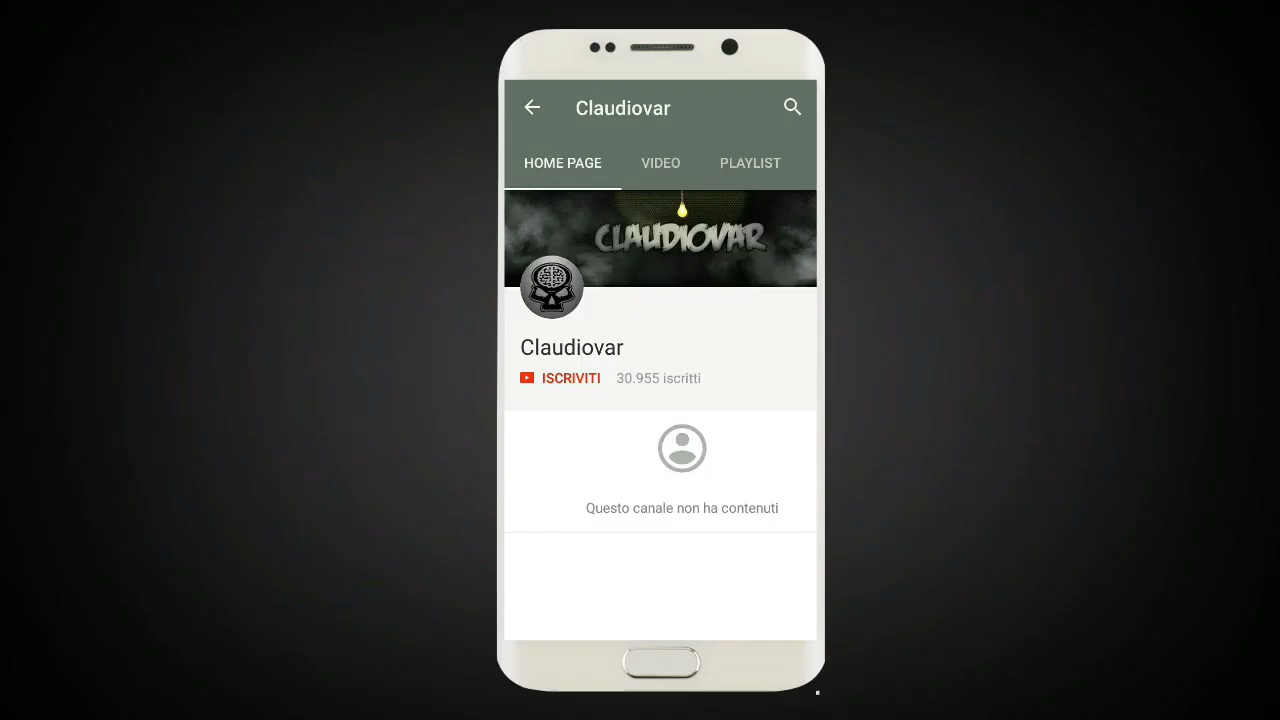 Claudiovar
HOME PAGE VIDEO PLAYLIST
CLAUDIOVAR
Claudiovar
ISCRIVITI 30.955 iscritti
Questo canale non ha contenuti